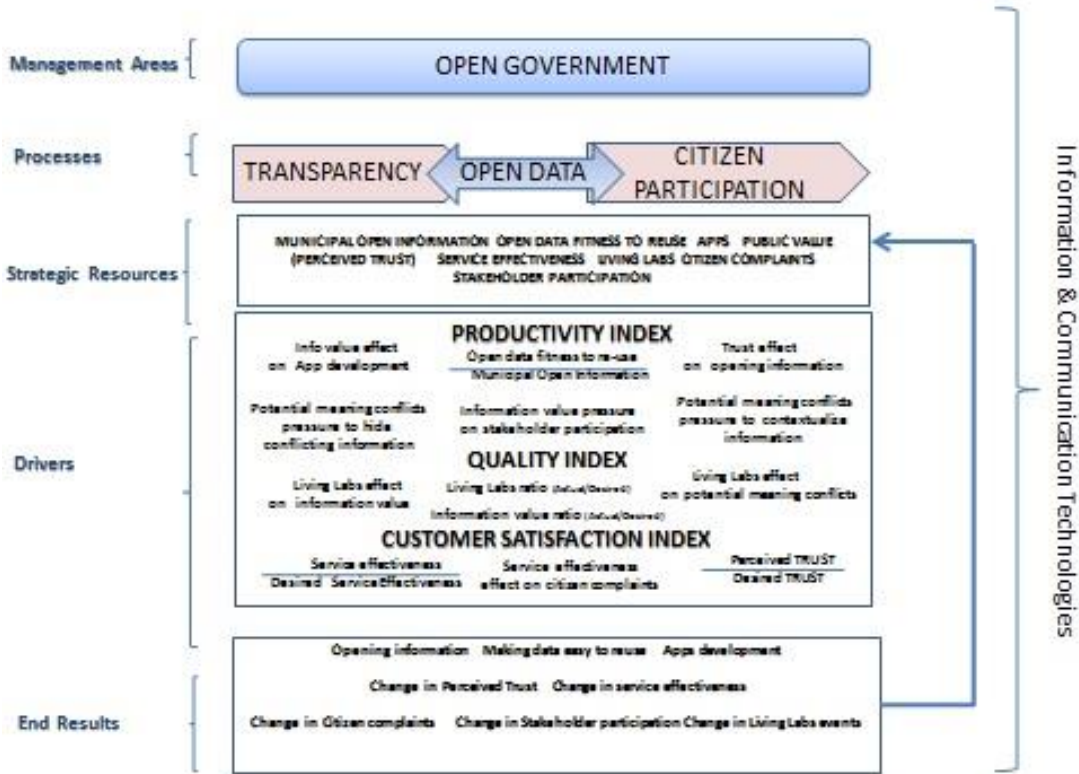 Management Areas
OPEN GOVERNMENT
Processes
TRANSPARENCY
OPEN DATA
CITIZEN
PARTICIPATION
Strategic Resources
MUNICIPAL OPEN INFORMATION OPEN DATA FITNESS TO REUSE APPS PUBLIC VALUE
(PERCEIVED TRUST) SERVICE EFFECTIVENESS LIVING LABS CITIZEN COMPLAINTS
STAKEHOLDER PARTICIPATION
Drivers
PRODUCTIVITY INDEX
Info value effect
on App development
Open data fitness to re-use
Municipal Open Information
Trust effect
on opening information
Potential meaning conflicts
pressure to hide
conflicting information
Information value pressure
on stakeholder participation
Potential meaning conflicts
pressure to contextualise
information
QUALITY INDEX
Living Labs effect
on information value
Living Labs ratio (Actual/Desired)
Information value ratio (Actual/Desired)
Living Labs effect
on potential meaning conflicts
CUSTOMER SATISFACTION INDEX
Service effectiveness
Desired Service Effectiveness
Service effectiveness
effect on citizen complaints
Perceived TRUST
Desired TRUST
End Results
Opening information Making data easy to reuse Apps development
Change in Perceived Trust Change in service effectiveness
Change in Citizen complaints Change in Stakeholder participation Change in Living Labs events
Information & Communication Technologies